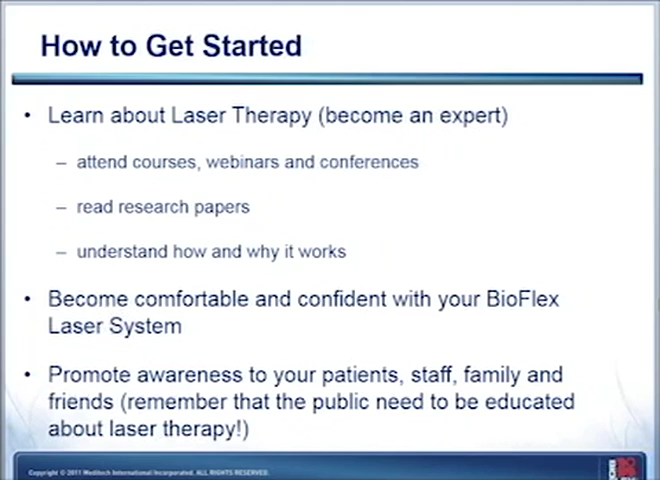 How to Get Started
• Learn about Laser Therapy (become an expert)
– attend courses, webinars and conferences
– read research papers
– understand how and why it works
• Become comfortable and confident with your BioFlex
Laser System
• Promote awareness to your patients, staff, family and
friends (remember that the public need to be educated
about laser therapy!)
Copyright © 2011 Meditech International Incorporated. ALL RIGHTS RESERVED.